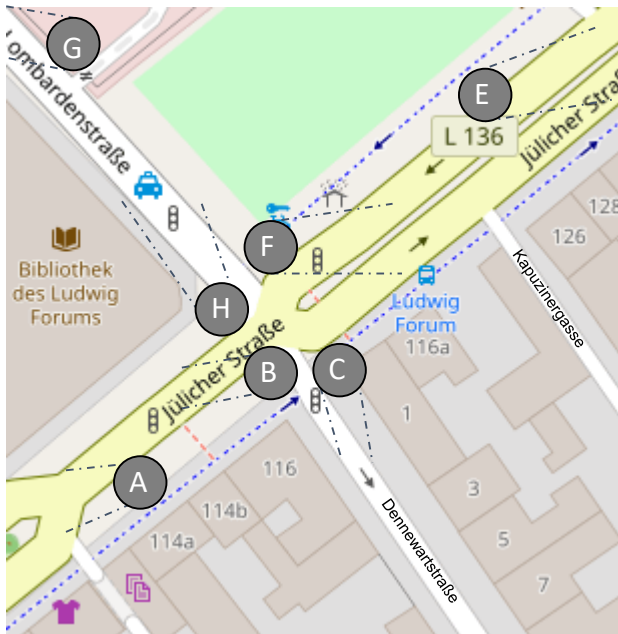 G
Lombardenstraße
E
L 136
Jülicher Straß
128
126
F
Bibliothek
des Ludwig
Forums
Kapuzinergasse
H
Ludwig
Forum
Jülicher Straße
116a
B
C
1
116
A
3
114b
Dennewartstraße
114a
5
7